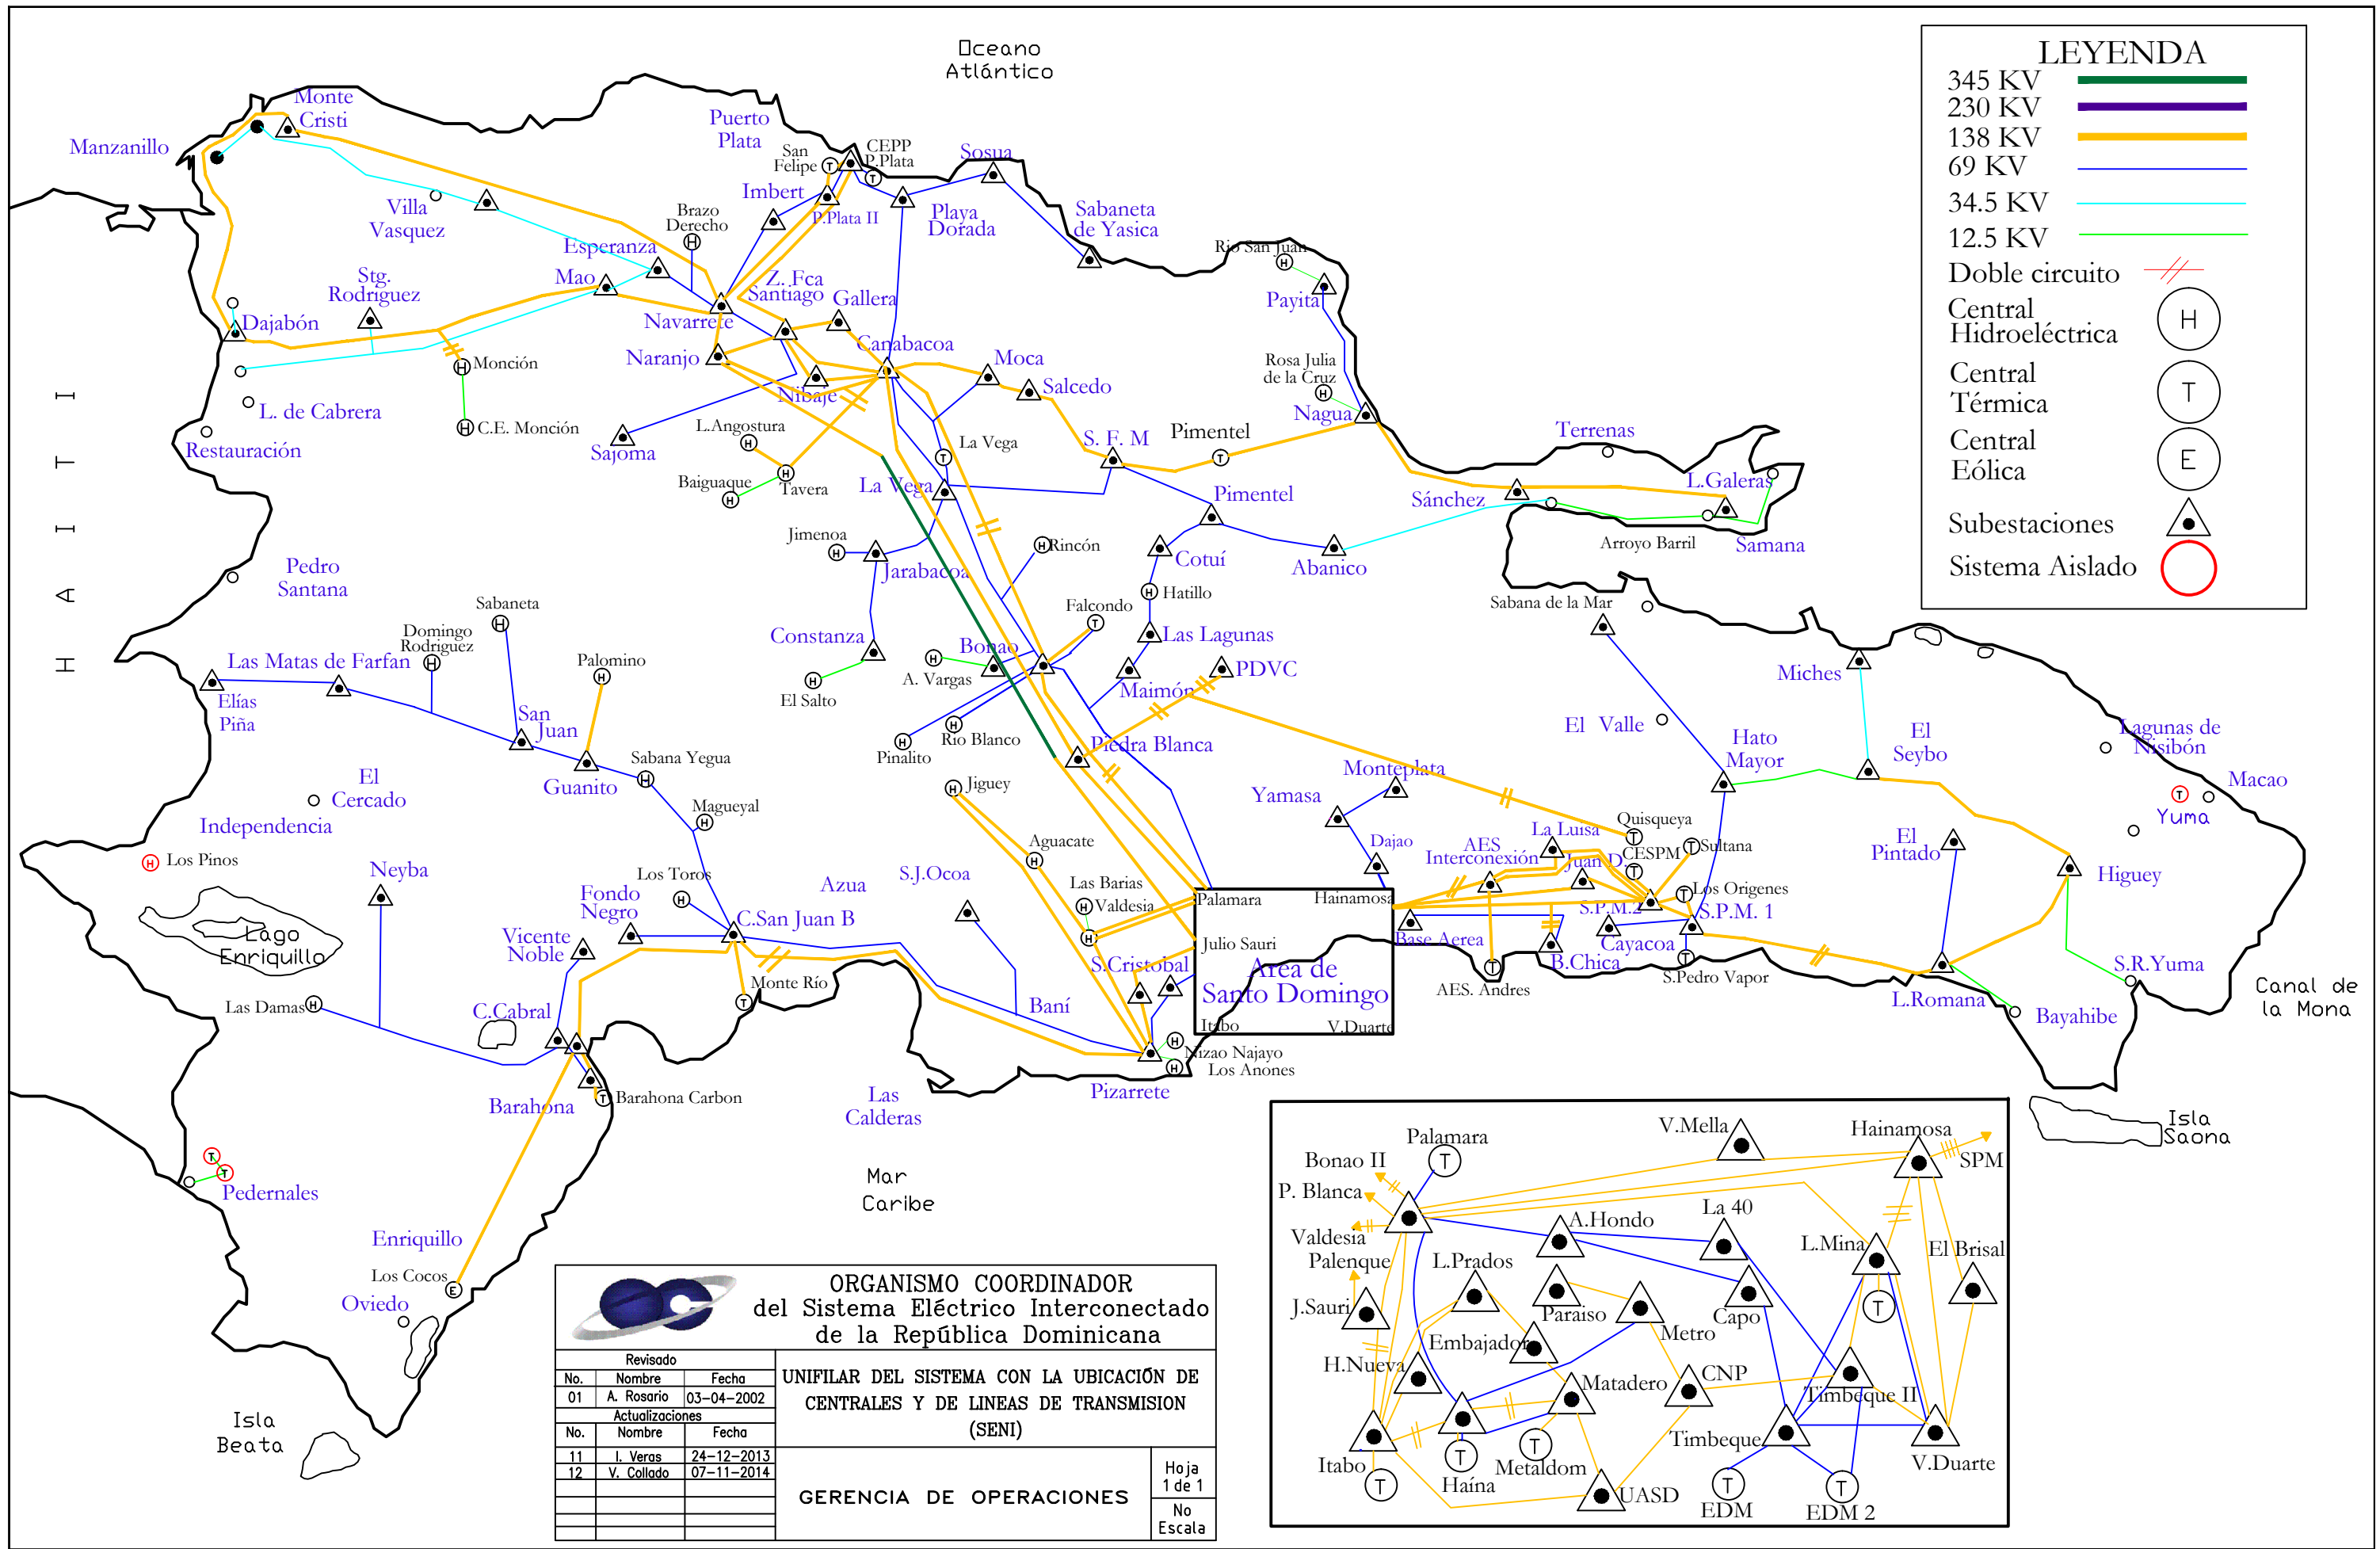 Oceano
Atlántico
LEYENDA
345 KV
230 KV
138 KV
69 KV
34.5 KV
12.5 KV
Doble circuito
Central
Hidroeléctrica
H
Central
Térmica
T
Central
Eólica
E
Subestaciones
Sistema Aislado
HAITI
Monte
Cristi
Manzanillo
Villa
Vasquez
Stg.
Rodriguez
Dajabón
L. de Cabrera
Restauración
Esperanza
Mao
Monción
C.E. Monción
Brazo
Derecho
Puerto
Plata
San
Felipe
CEPP
P.Plata
Imbert
P.Plata II
Playa
Dorada
Sosua
Sabaneta
de Yasica
Navarrete
Z. Fca
Santiago
Gallera
Naranjo
Canabacoa
Nibaje
Moca
Salcedo
Sajoma
L.Angostura
Baiguaque
Tavera
La Vega
La Vega
S. F. M
Pimentel
Rio San Juan
Payita
Rosa Julia
de la Cruz
Nagua
Terrenas
Sánchez
L.Galeras
Arroyo Barril
Samana
Pimentel
Cotuí
Abanico
Hatillo
Las Lagunas
Maimón
PDVC
Jimenoa
Jarabacoa
Rincón
Falcondo
Constanza
El Salto
Bonao
A. Vargas
Rio Blanco
Pinalito
Piedra Blanca
Pedro
Santana
Sabaneta
Domingo
Rodriguez
Las Matas de Farfan
Elías
Piña
Palomino
San
Juan
Guanito
Sabana Yegua
Magueyal
El
Cercado
Independencia
Los Pinos
Neyba
Lago
Enriquillo
Los Toros
Fondo
Negro
Vicente
Noble
C.San Juan B
Azua
S.J.Ocoa
Jiguey
Aguacate
Las Barias
Valdesia
S.Cristobal
Las Damas
C.Cabral
Monte Río
Baní
Barahona
Barahona Carbon
Las
Calderas
Pizarrete
Nizao Najayo
Los Anones
Palamara
Hainamosa
Julio Sauri
Area de
Santo Domingo
Itabo
V.Duarte
Sabana de la Mar
Miches
El Valle
Hato
Mayor
El
Seybo
Lagunas de
Nisibón
Macao
Yuma
Monteplata
Yamasa
Dajao
AES
Interconexión
La Luisa
Juan D.
Quisqueya
CESPM
Sultana
Los Origenes
S.P.M.2
S.P.M. 1
Base Aerea
B.Chica
Cayacoa
AES. Andres
S.Pedro Vapor
El
Pintado
Higuey
L.Romana
S.R.Yuma
Bayahibe
Canal de
la Mona
Isla
Saona
Pedernales
Enriquillo
Los Cocos
Oviedo
Isla
Beata
Mar
Caribe
Palamara
V.Mella
Hainamosa
SPM
Bonao II
P. Blanca
Valdesia
Palenque
A.Hondo
La 40
L.Mina
El Brisal
L.Prados
J.Sauri
Paraiso
Metro
Capo
Embajador
H.Nueva
Matadero
CNP
Timbeque II
Timbeque
V.Duarte
Itabo
Haína
Metaldom
UASD
EDM
EDM 2
ORGANISMO COORDINADOR
del Sistema Eléctrico Interconectado
de la República Dominicana
Revisado
No. Nombre Fecha
01 A. Rosario 03-04-2002
Actualizaciones
No. Nombre Fecha
11 I. Veras 24-12-2013
12 V. Collado 07-11-2014
UNIFILAR DEL SISTEMA CON LA UBICACIÓN DE
CENTRALES Y DE LINEAS DE TRANSMISION
(SENI)
GERENCIA DE OPERACIONES
Hoja
1 de 1
No
Escala